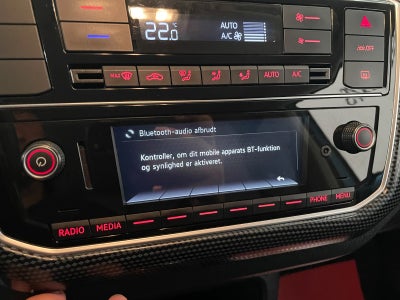 22.0°C
AUTO
A/C
OFF
MAX
AUTO
A/C
Bluetooth-audio afbrudt
Kontroller, om dit mobile apparats BT-funktion
og synlighed er aktiveret.
RADIO
MEDIA
PHONE
MENU